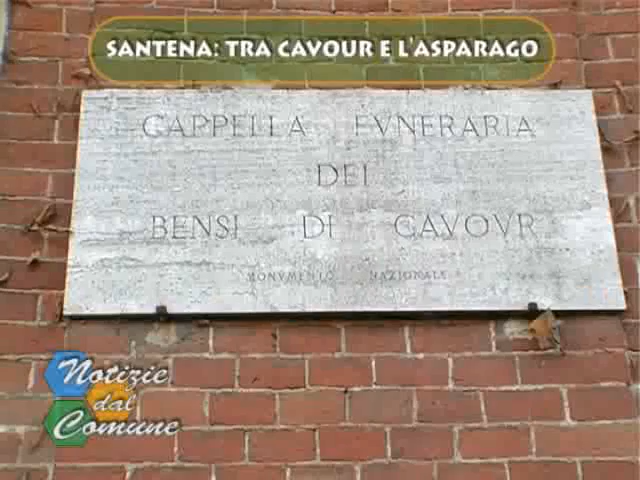 SANTENA: TRA CAVOUR E L'ASPARAGO
CAPPELLA FVNERARIA
DEI
BENSI DI CAVOVR
MONVMENTO NAZIONALE
Notizie
dal
Comune